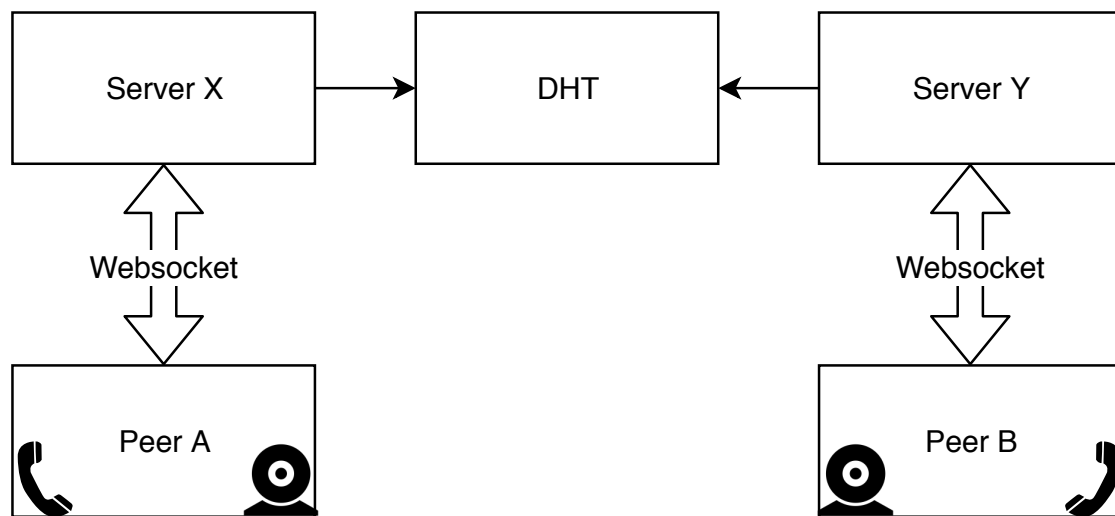 Server X
DHT
Server Y
Websocket
Websocket
Peer A
Peer B